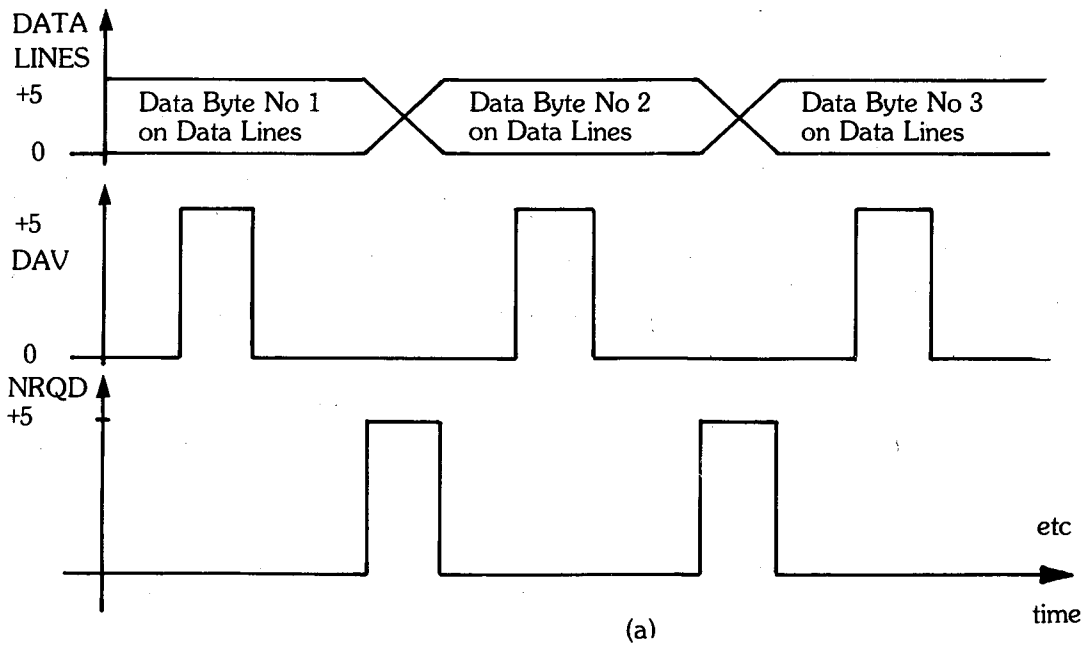 DATA
LINES
+5
0
Data Byte No 1
on Data Lines
Data Byte No 2
on Data Lines
Data Byte No 3
on Data Lines
+5
DAV
0
NRQD
+5
etc
time
(a)